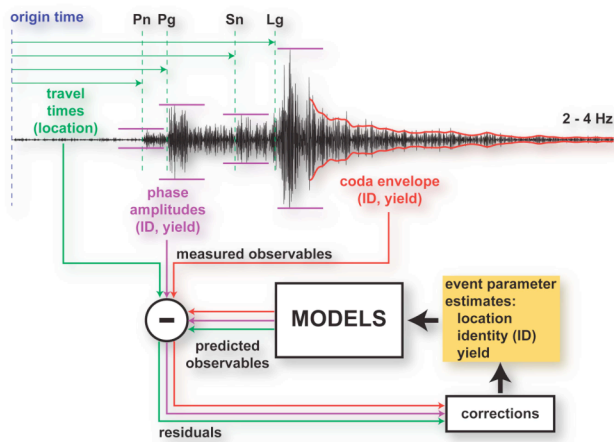 origin time
Pn Pg Sn Lg
travel
times
(location)
2 - 4 Hz
phase
amplitudes
(ID, yield)
coda envelope
(ID, yield)
measured observables
–
MODELS
event parameter
estimates:
location
identity (ID)
yield
predicted
observables
corrections
residuals